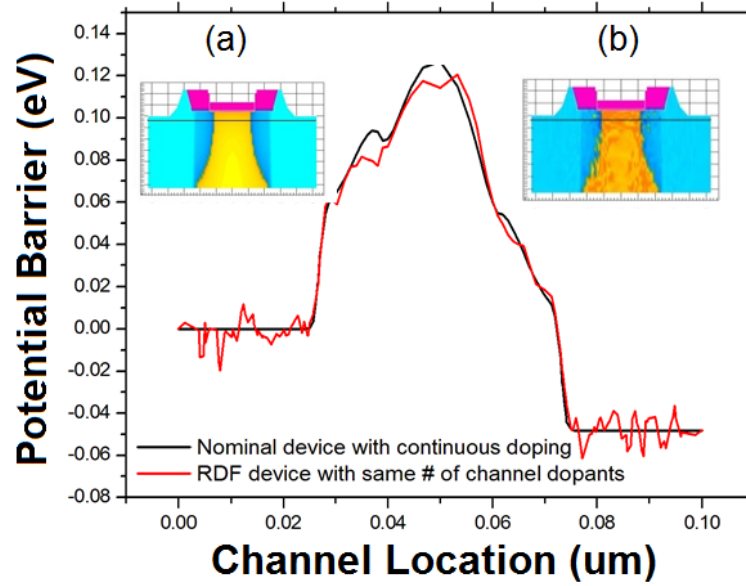 (a)
(b)
Potential Barrier (eV)
0.14
0.12
0.10
0.08
0.06
0.04
0.02
0.00
-0.02
-0.04
-0.06
-0.08
Nominal device with continuous doping
RDF device with same # of channel dopants
0.00 0.02 0.04 0.06 0.08 0.10
Channel Location (um)